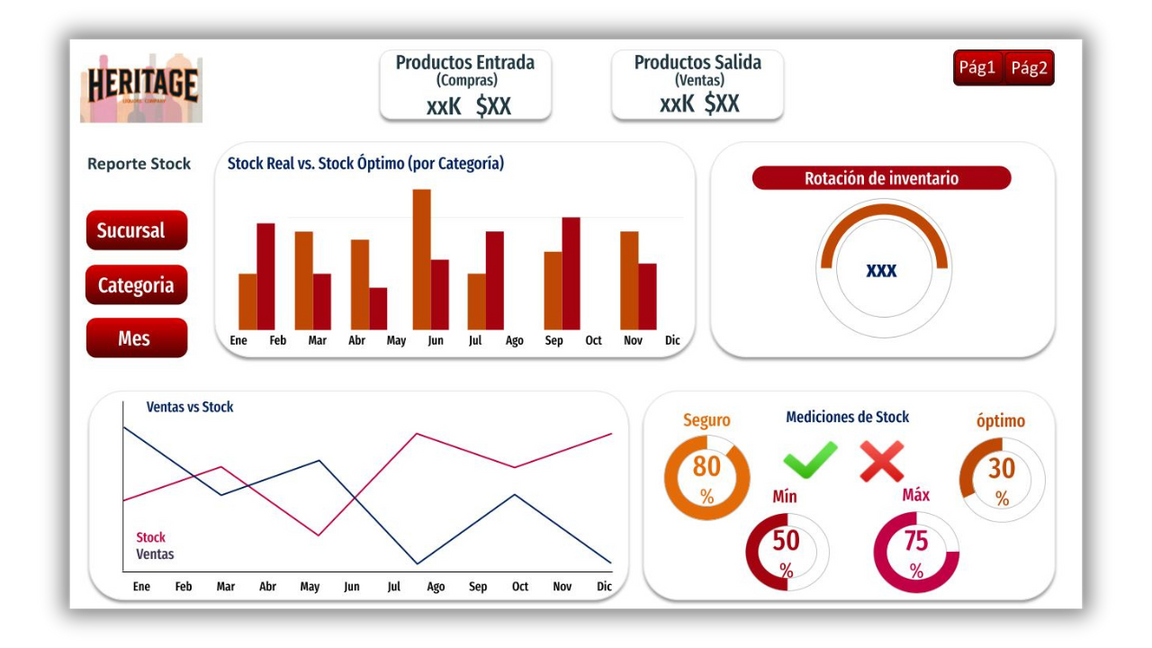 HERITAGE
Productos Entrada
(Compras)
xxK $XX
Productos Salida
(Ventas)
xxK $XX
Pág1 Pág2
Reporte Stock
Sucursal
Categoria
Mes
Stock Real vs. Stock Óptimo (por Categoría)
Ene Feb Mar Abr May Jun Jul Ago Sep Oct Nov Dic
Rotación de inventario
xxx
Ventas vs Stock
Stock
Ventas
Ene Feb Mar Abr May Jun Jul Ago Sep Oct Nov Dic
Mediciones de Stock
Seguro
80
%
óptimo
30
%
Mín
50
%
Máx
75
%